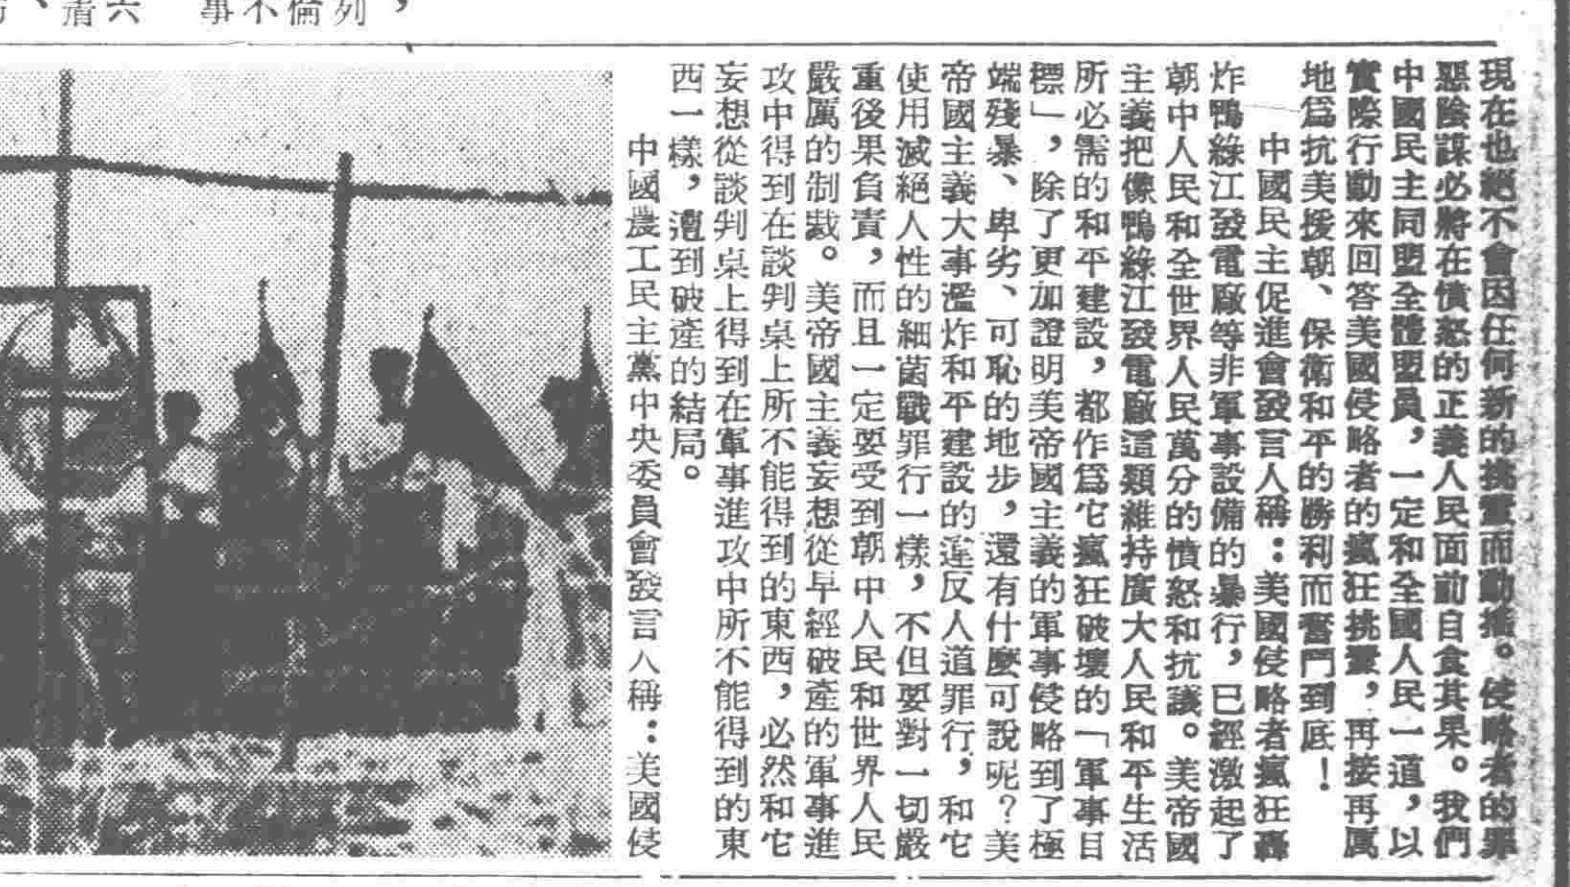 現在也絕不會因任何新的挑釁而動搖。侵略者的罪
惡陰謀必將在憤怒的正義人民面前自食其果。我們
中國民主同盟全體盟員，一定和全國人民一道，以
實際行動來回答美國侵略者的瘋狂挑釁，再接再厲
地爲抗美援朝、保衛和平的勝利而奮鬥到底！
中國民主促進會發言人稱：美國侵略者瘋狂轟
炸鴨綠江發電廠等非軍事設備的暴行，已經激起了
朝中人民和全世界人民萬分的憤怒和抗議。美帝國
主義把像鴨綠江發電廠這類維持廣大人民和平生活
所必需的和平建設，都作爲它瘋狂破壞的「軍事目
標」，除了更加證明美帝國主義的軍事侵略到了極
端殘暴、卑劣、可恥的地步，還有什麼可說呢？美
帝國主義大事濫炸和平建設的違反人道罪行，和它
使用滅絕人性的細菌戰罪行一樣，不但要對一切嚴
重後果負責，而且一定要受到朝中人民和世界人民
嚴厲的制裁。美帝國主義妄想從早經破產的軍事進
攻中得到在談判桌上所不能得到的東西，必然和它
妄想從談判桌上得到在軍事進攻中所不能得到的東
西一樣，遭到破產的結局。
中國農工民主黨中央委員會發言人稱：美國侵